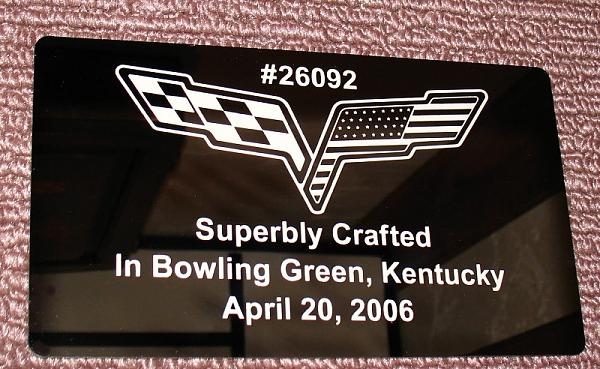 #26092
Superbly Crafted
In Bowling Green, Kentucky
April 20, 2006